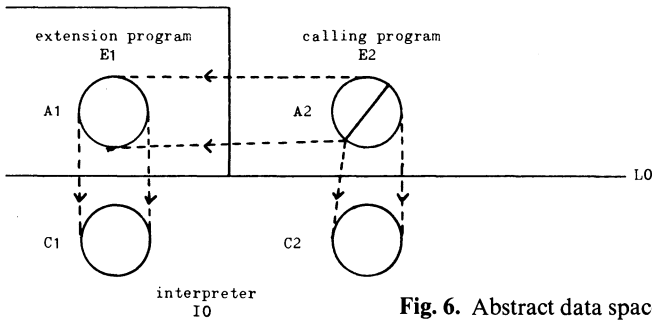 extension program
E1
calling program
E2
A1
A2
L0
C1
C2
interpreter
I0
Fig. 6. Abstract data spac